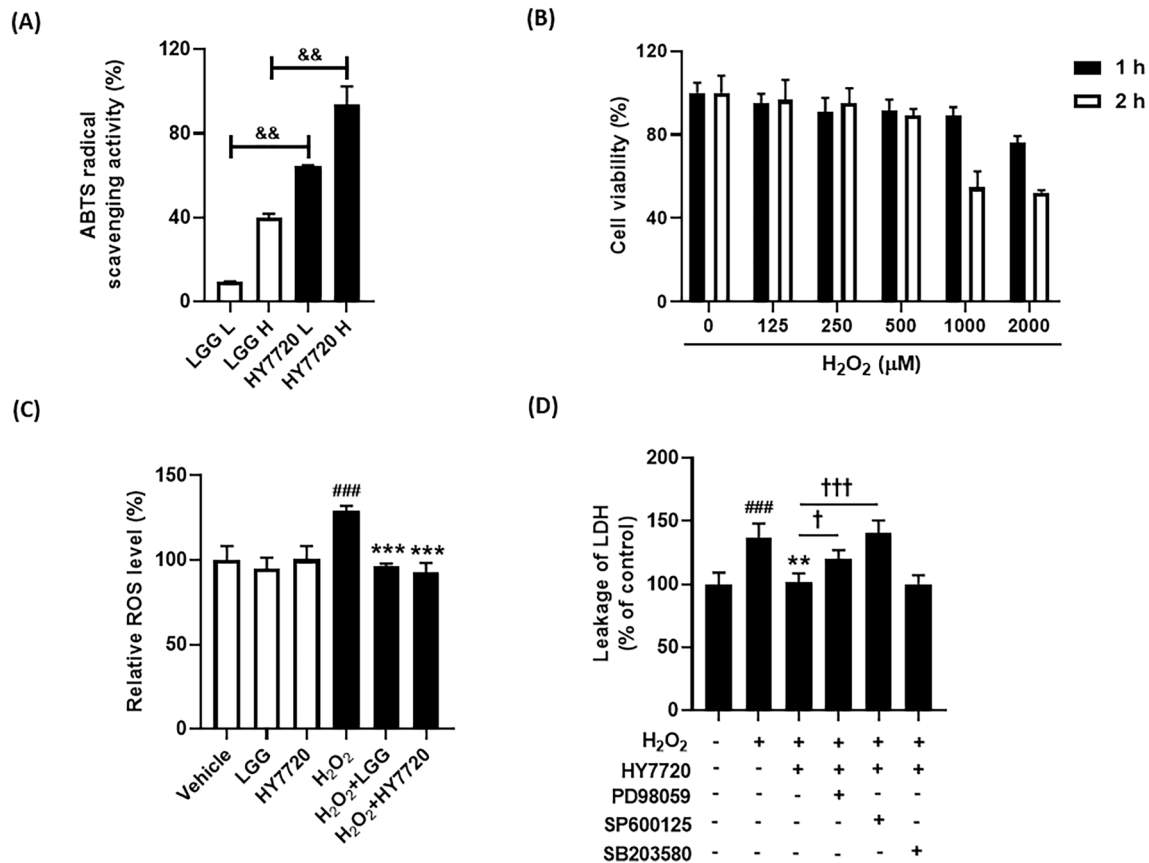 (A)
ABTS radical
scavenging activity (%)
120
80
40
0
&&
&&
LGG L
LGG H
HY7720 L
HY7720 H
(B)
Cell viability (%)
120
80
40
0
0 125 250 500 1000 2000
H₂O₂ (μM)
1 h
2 h
(C)
Relative ROS level (%)
150
100
50
0
###
*** ***
Vehicle
LGG
HY7720
H₂O₂
H₂O₂+LGG
H₂O₂+HY7720
(D)
Leakage of LDH
(% of control)
200
150
100
50
0
###
**
†
†††
H₂O₂ - + + + + +
HY7720 - - + + + +
PD98059 - - - + - -
SP600125 - - - - + -
SB203580 - - - - - +